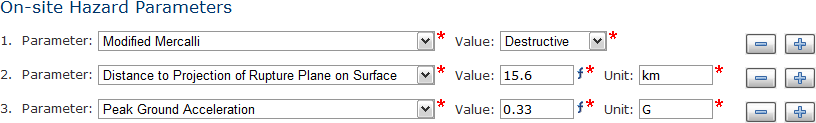 On-site Hazard Parameters
1. Parameter: Modified Mercalli * Value: Destructive *
2. Parameter: Distance to Projection of Rupture Plane on Surface * Value: 15.6 f* Unit: km *
3. Parameter: Peak Ground Acceleration * Value: 0.33 f* Unit: G *